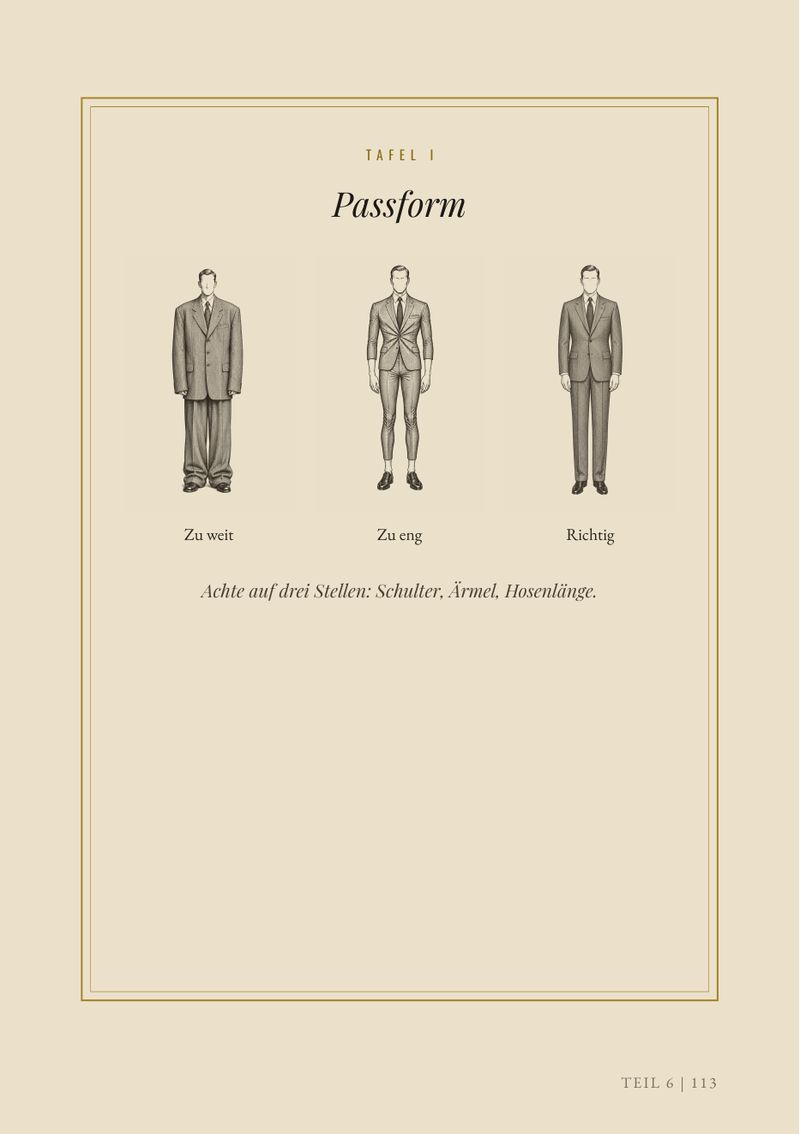 TAFEL I
Passform
Zu weit
Zu eng
Richtig
Achte auf drei Stellen: Schulter, Ärmel, Hosenlänge.
TEIL 6 | 113